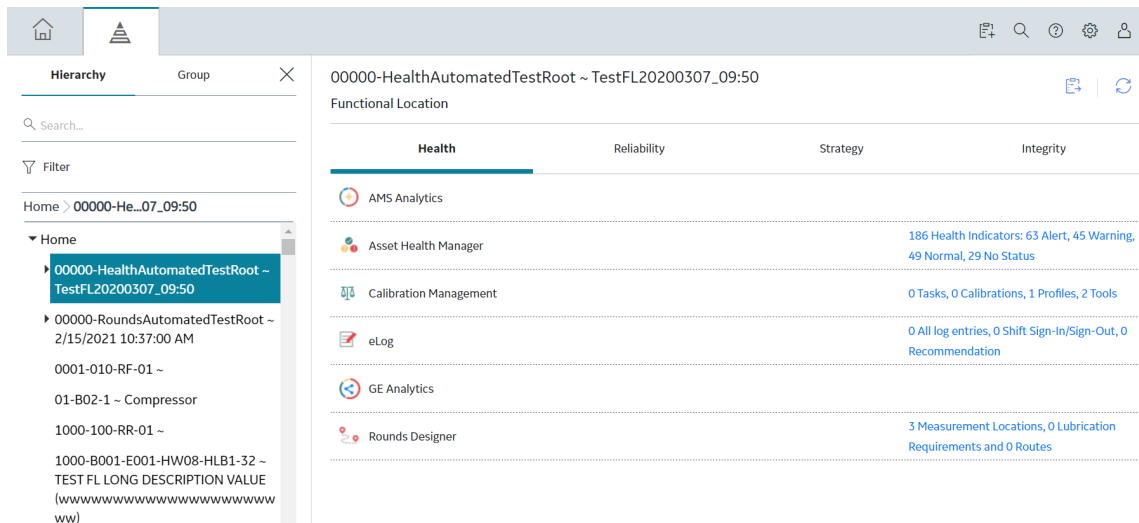 Hierarchy
Group
Search...
Filter
Home > 00000-He...07_09:50
Home
00000-HealthAutomatedTestRoot ~
TestFL20200307_09:50
00000-RoundsAutomatedTestRoot ~
2/15/2021 10:37:00 AM
0001-010-RF-01 ~
01-B02-1 ~ Compressor
1000-100-RR-01 ~
1000-B001-E001-HW08-HLB1-32 ~
TEST FL LONG DESCRIPTION VALUE
(wwwwwwwwwwwwwwwwwwww
ww)
00000-HealthAutomatedTestRoot ~ TestFL20200307_09:50
Functional Location
Health
Reliability
Strategy
Integrity
AMS Analytics
Asset Health Manager
186 Health Indicators: 63 Alert, 45 Warning,
49 Normal, 29 No Status
Calibration Management
0 Tasks, 0 Calibrations, 1 Profiles, 2 Tools
eLog
0 All log entries, 0 Shift Sign-In/Sign-Out, 0
Recommendation
GE Analytics
Rounds Designer
3 Measurement Locations, 0 Lubrication
Requirements and 0 Routes